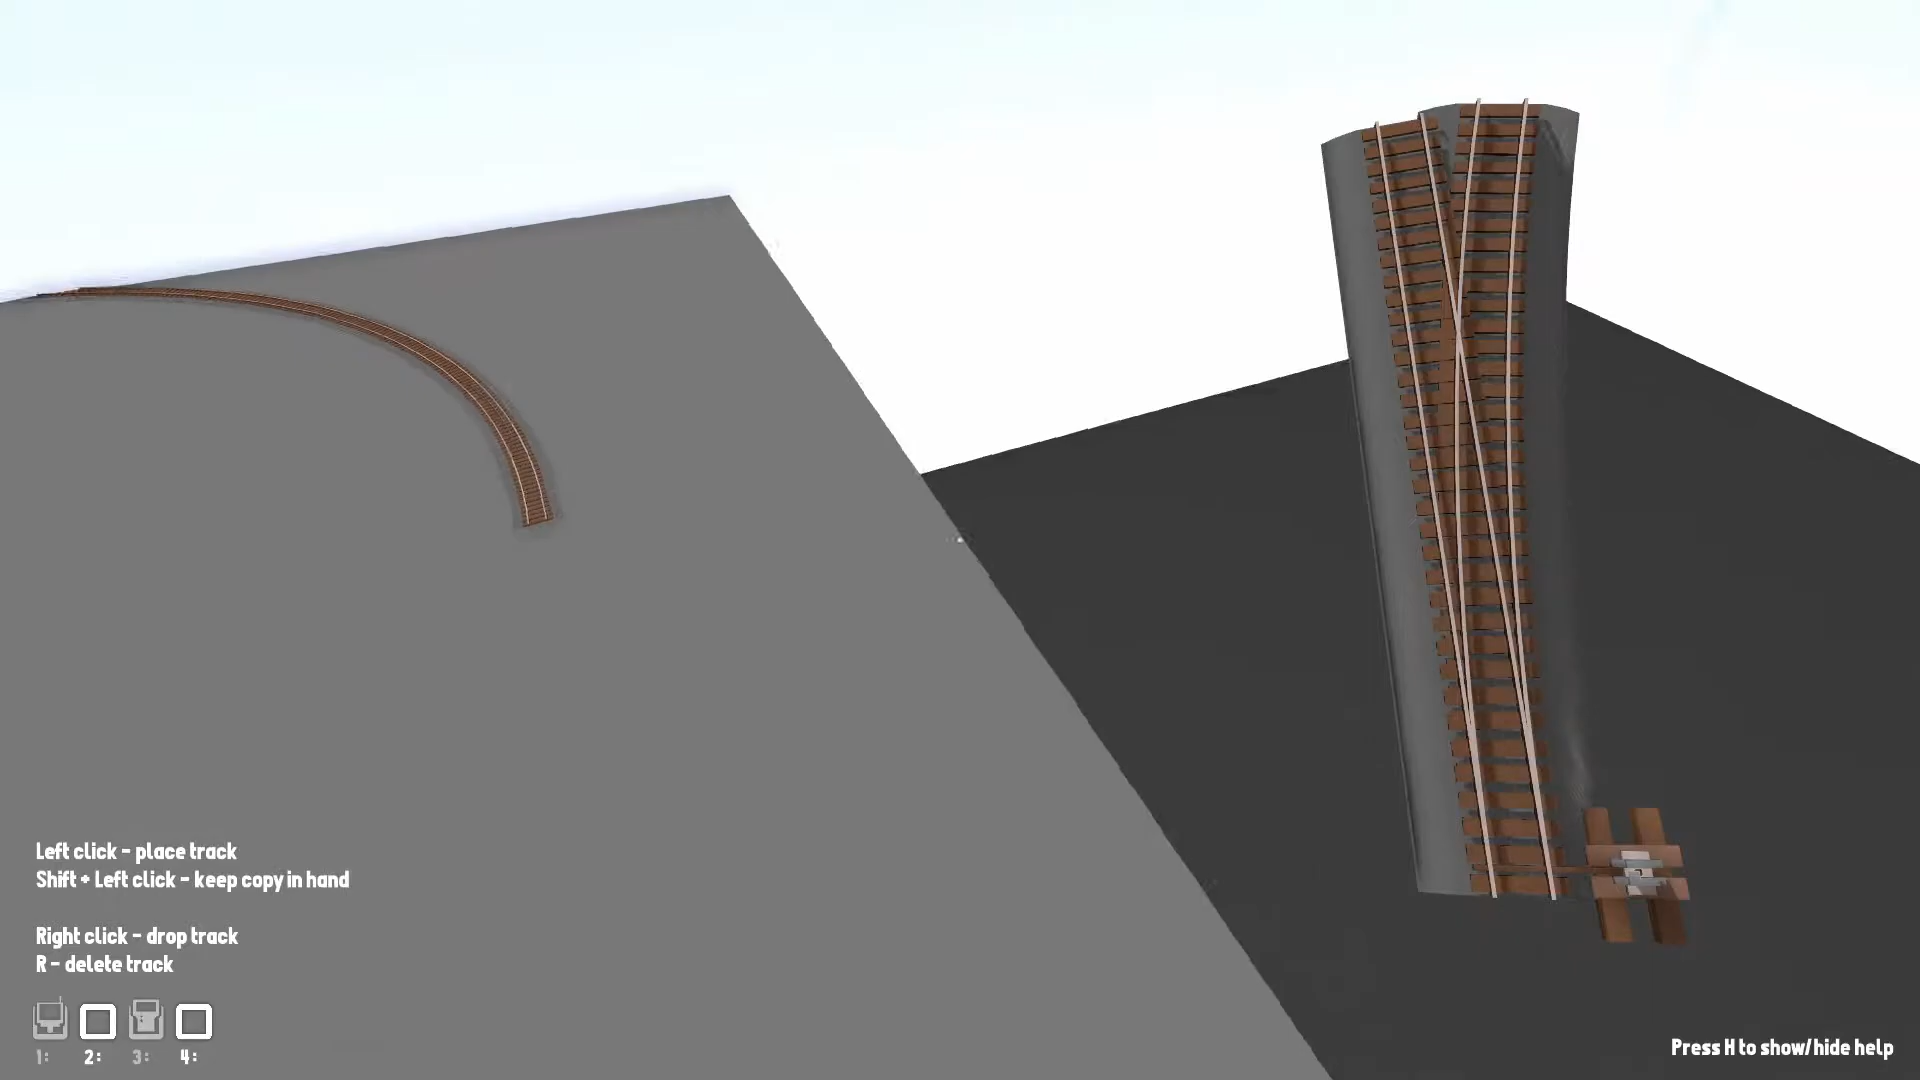 Left click - place track
Shift + Left click - keep copy in hand
Right click - drop track
R - delete track
1: 2: 3: 4:
Press H to show/hide help